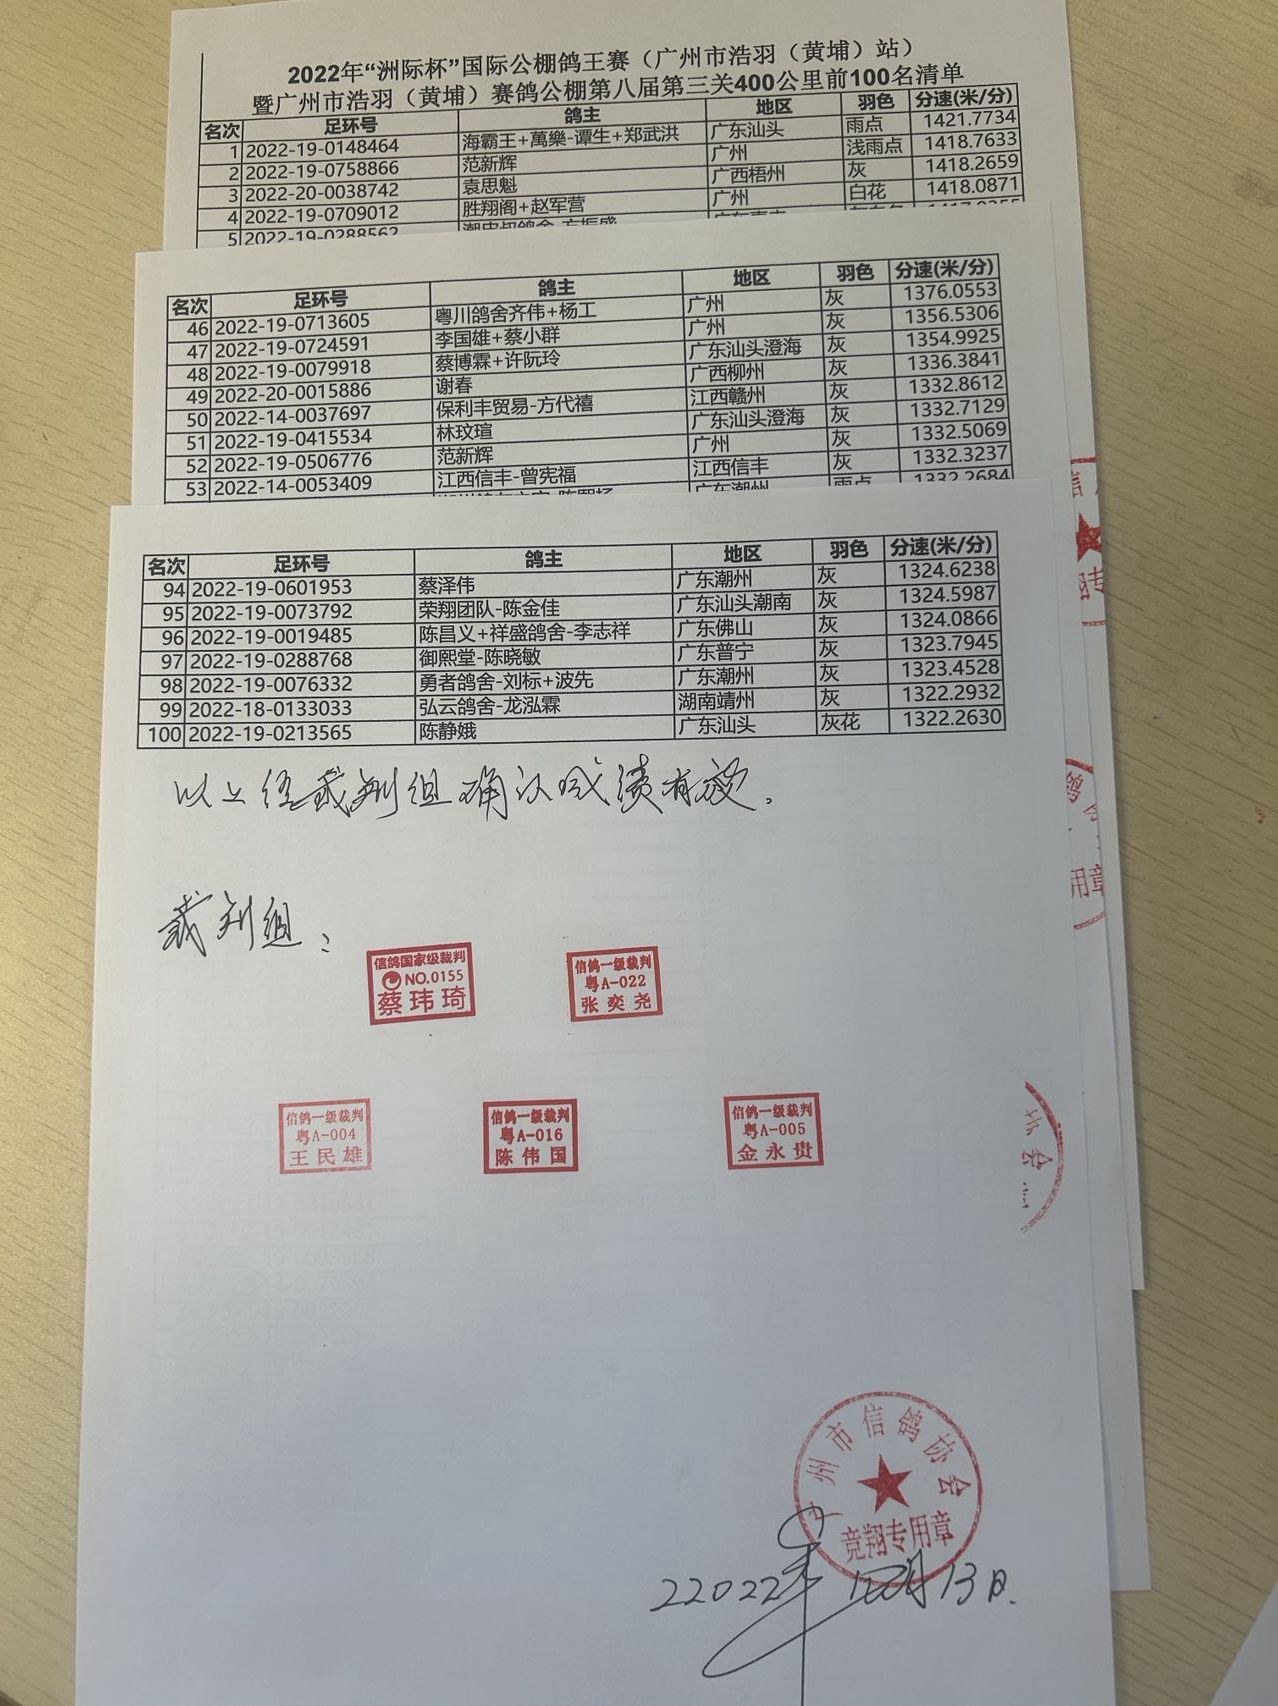 2022年“洲际杯”国际公棚鸽王赛（广州市浩羽（黄埔）站）
暨广州市浩羽（黄埔）赛鸽公棚第八届第三关400公里前100名清单
名次 足环号 鸽主 地区 羽色 分速(米/分)
1 2022-19-0148464 海霸王+萬樂-谭生+郑武洪 广东汕头 雨点 1421.7734
2 2022-19-0758866 范新辉 广州 浅雨点 1418.7633
3 2022-20-0038742 袁思魁 广西梧州 灰 1418.2659
4 2022-19-0709012 胜翔阁+赵军营 广州 白花 1418.0871
5 2022-19-0288562
名次 足环号 鸽主 地区 羽色 分速(米/分)
46 2022-19-0713605 粤川鸽舍齐伟+杨工 广州 灰 1376.0553
47 2022-19-0724591 李国雄+蔡小群 广州 灰 1356.5306
48 2022-19-0079918 蔡博霖+许阮玲 广东汕头澄海 灰 1354.9925
49 2022-20-0015886 谢春 广西柳州 灰 1336.3841
50 2022-14-0037697 保利丰贸易-方代禧 江西赣州 灰 1332.8612
51 2022-19-0415534 林玟瑄 广东汕头澄海 灰 1332.7129
52 2022-19-0506776 范新辉 广州 灰 1332.5069
53 2022-14-0053409 江西信丰-曾宪福 江西信丰 灰 1332.3237
广东潮州 雨点 1332.2684
名次 足环号 鸽主 地区 羽色 分速(米/分)
94 2022-19-0601953 蔡泽伟 广东潮州 灰 1324.6238
95 2022-19-0073792 荣翔团队-陈金佳 广东汕头潮南 灰 1324.5987
96 2022-19-0019485 陈昌义+祥盛鸽舍-李志祥 广东佛山 灰 1324.0866
97 2022-19-0288768 御熙堂-陈晓敏 广东普宁 灰 1323.7945
98 2022-19-0076332 勇者鸽舍-刘标+波先 广东潮州 灰 1323.4528
99 2022-18-0133033 弘云鸽舍-龙泓霖 湖南靖州 灰 1322.2932
100 2022-19-0213565 陈静娥 广东汕头 灰花 1322.2630
以上经裁判组确认成绩有效.
裁判组:
信鸽国家级裁判
NO.0155
蔡玮琦
信鸽一级裁判
粤A-022
张奕尧
信鸽一级裁判
粤A-004
王民雄
信鸽一级裁判
粤A-016
陈伟国
信鸽一级裁判
粤A-005
金永贵
广州市信鸽协会
竞翔专用章
22022年12月13日.